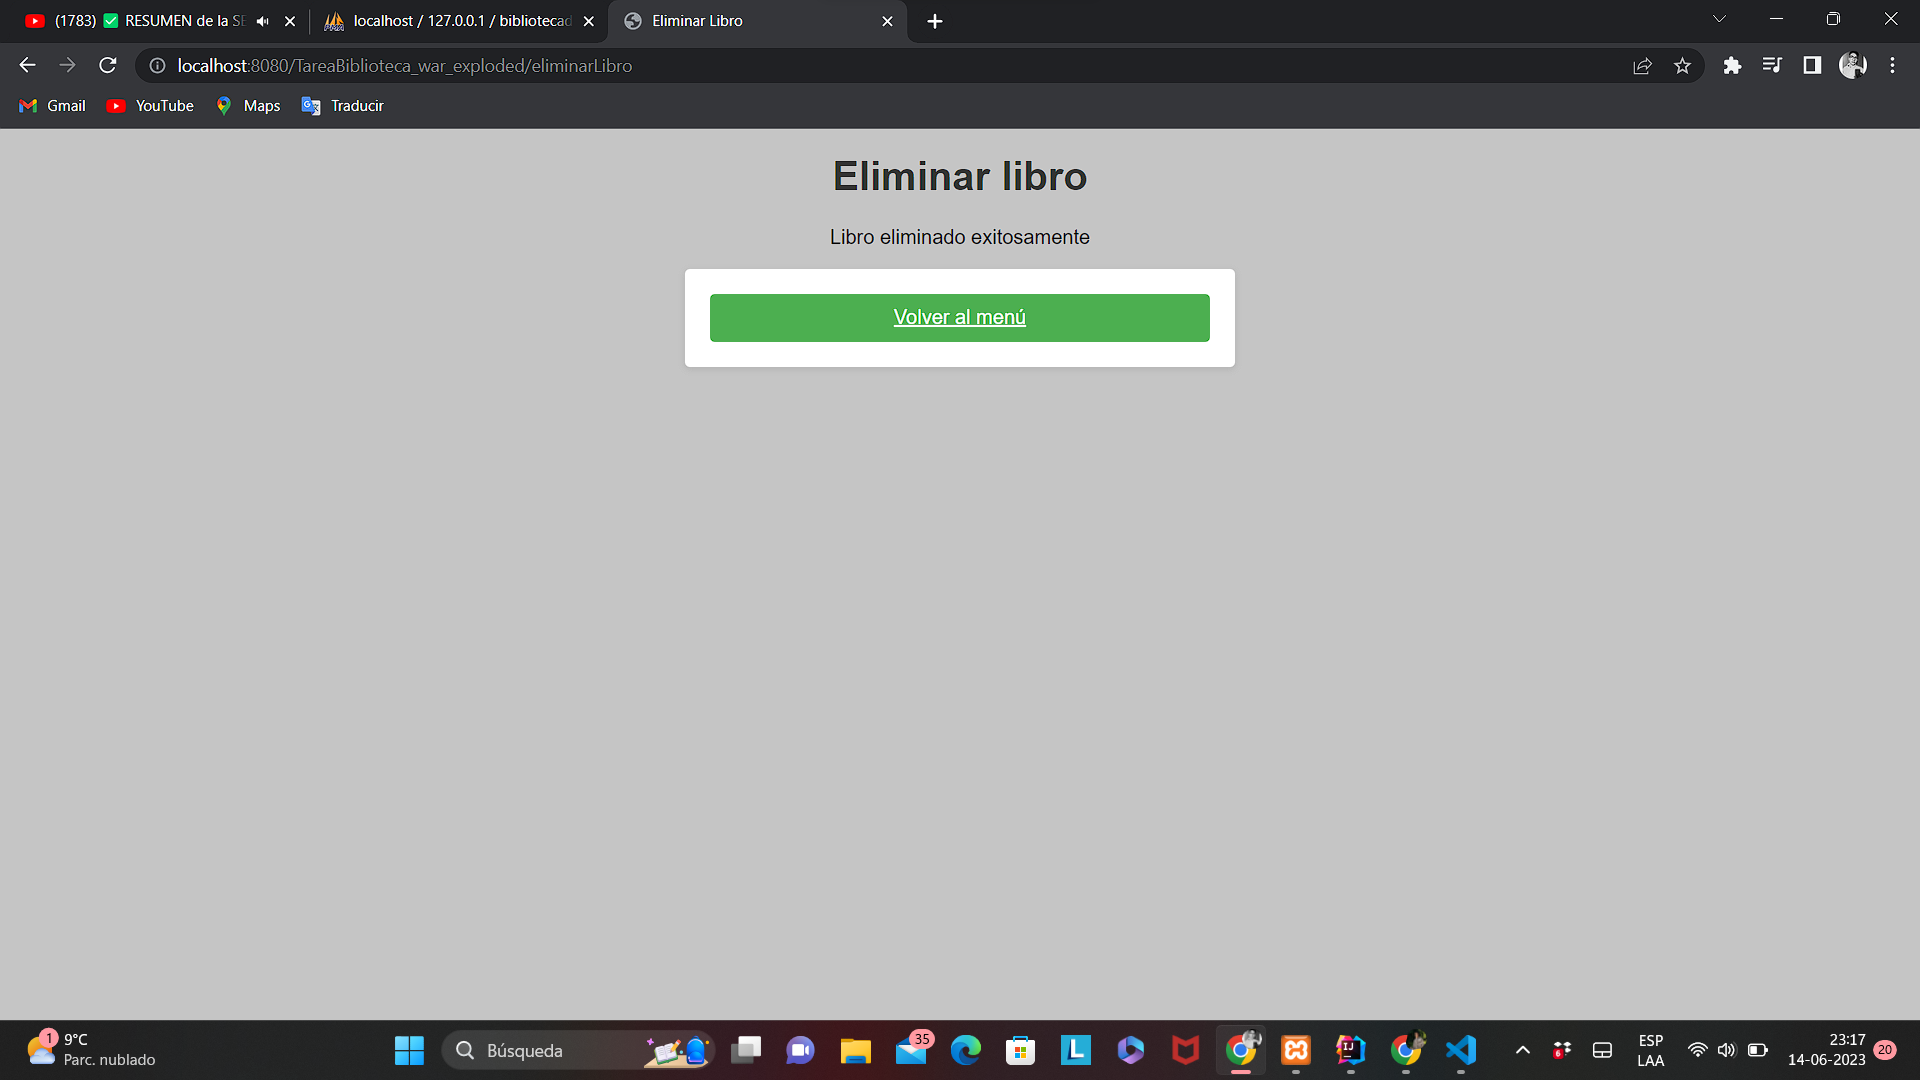 (1783) ✅ RESUMEN de la SE
localhost / 127.0.0.1 / bibliotecad
Eliminar Libro
localhost:8080/TareaBiblioteca_war_exploded/eliminarLibro
Gmail
YouTube
Maps
Traducir
Eliminar libro
Libro eliminado exitosamente
Volver al menú
1
9°C
Parc. nublado
Búsqueda
35
L
IJ
6
ESP
LAA
23:17
14-06-2023
20